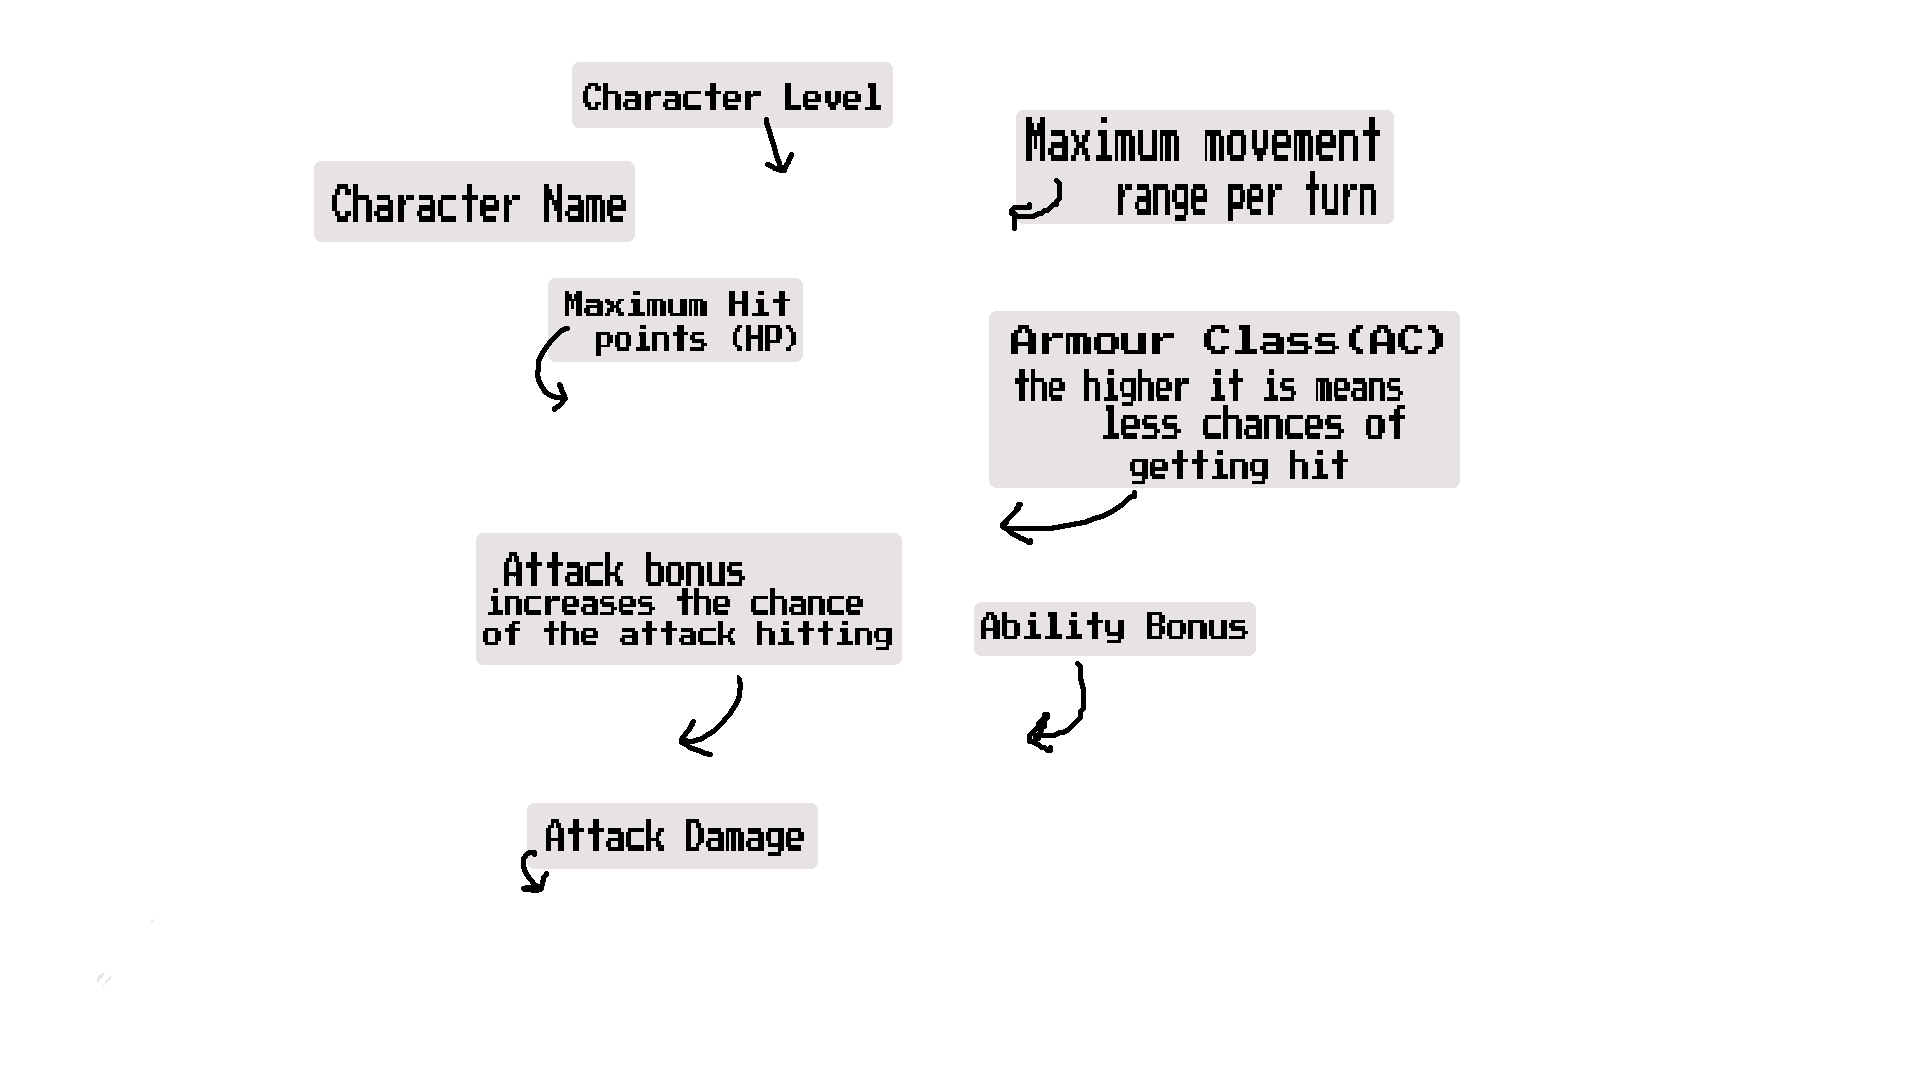 Character Level
Maximum movement
range per turn
Character Name
Maximum Hit
points (HP)
Armour Class(AC)
the higher it is means
less chances of
getting hit
Attack bonus
increases the chance
of the attack hitting
Ability Bonus
Attack Damage